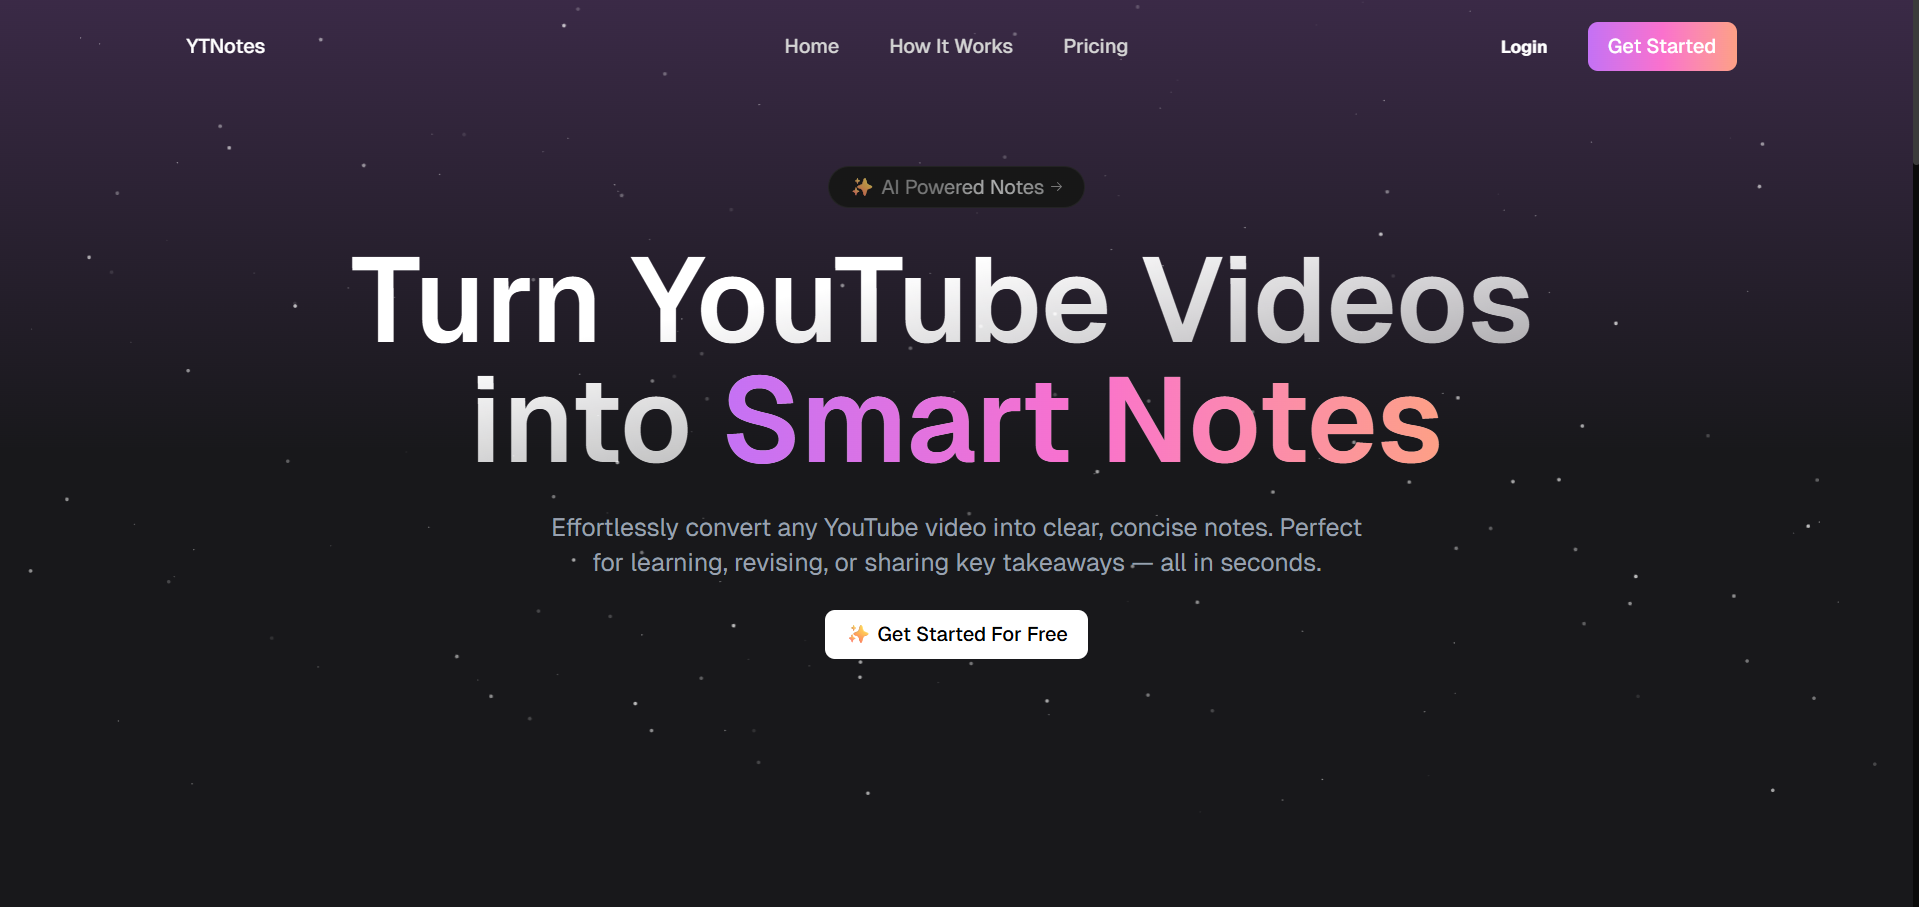 YTNotes
Home
How It Works
Pricing
Login
Get Started
✨ AI Powered Notes →
Turn YouTube Videos
into Smart Notes
Effortlessly convert any YouTube video into clear, concise notes. Perfect
for learning, revising, or sharing key takeaways — all in seconds.
✨ Get Started For Free